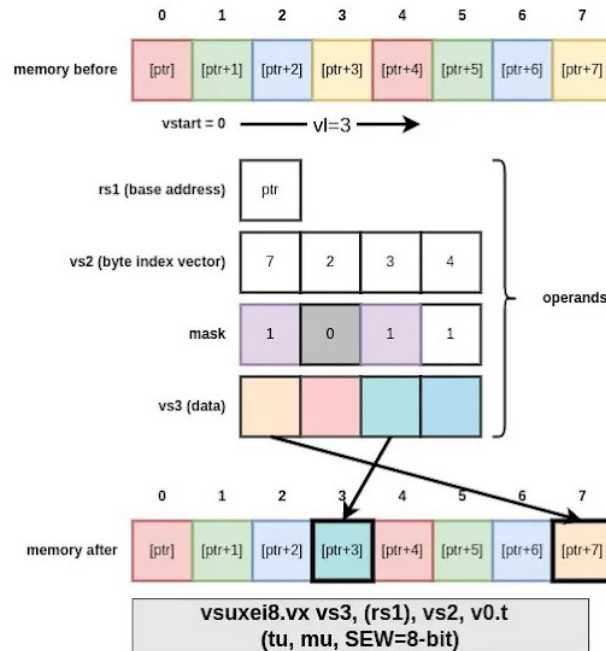 0 1 2 3 4 5 6 7
memory before [ptr] [ptr+1] [ptr+2] [ptr+3] [ptr+4] [ptr+5] [ptr+6] [ptr+7]
vstart = 0 vl=3
rs1 (base address) ptr
vs2 (byte index vector) 7 2 3 4
operands
mask 1 0 1 1
vs3 (data)
0 1 2 3 4 5 6 7
memory after [ptr] [ptr+1] [ptr+2] [ptr+3] [ptr+4] [ptr+5] [ptr+6] [ptr+7]
vsuxei8.vx vs3, (rs1), vs2, v0.t
(tu, mu, SEW=8-bit)